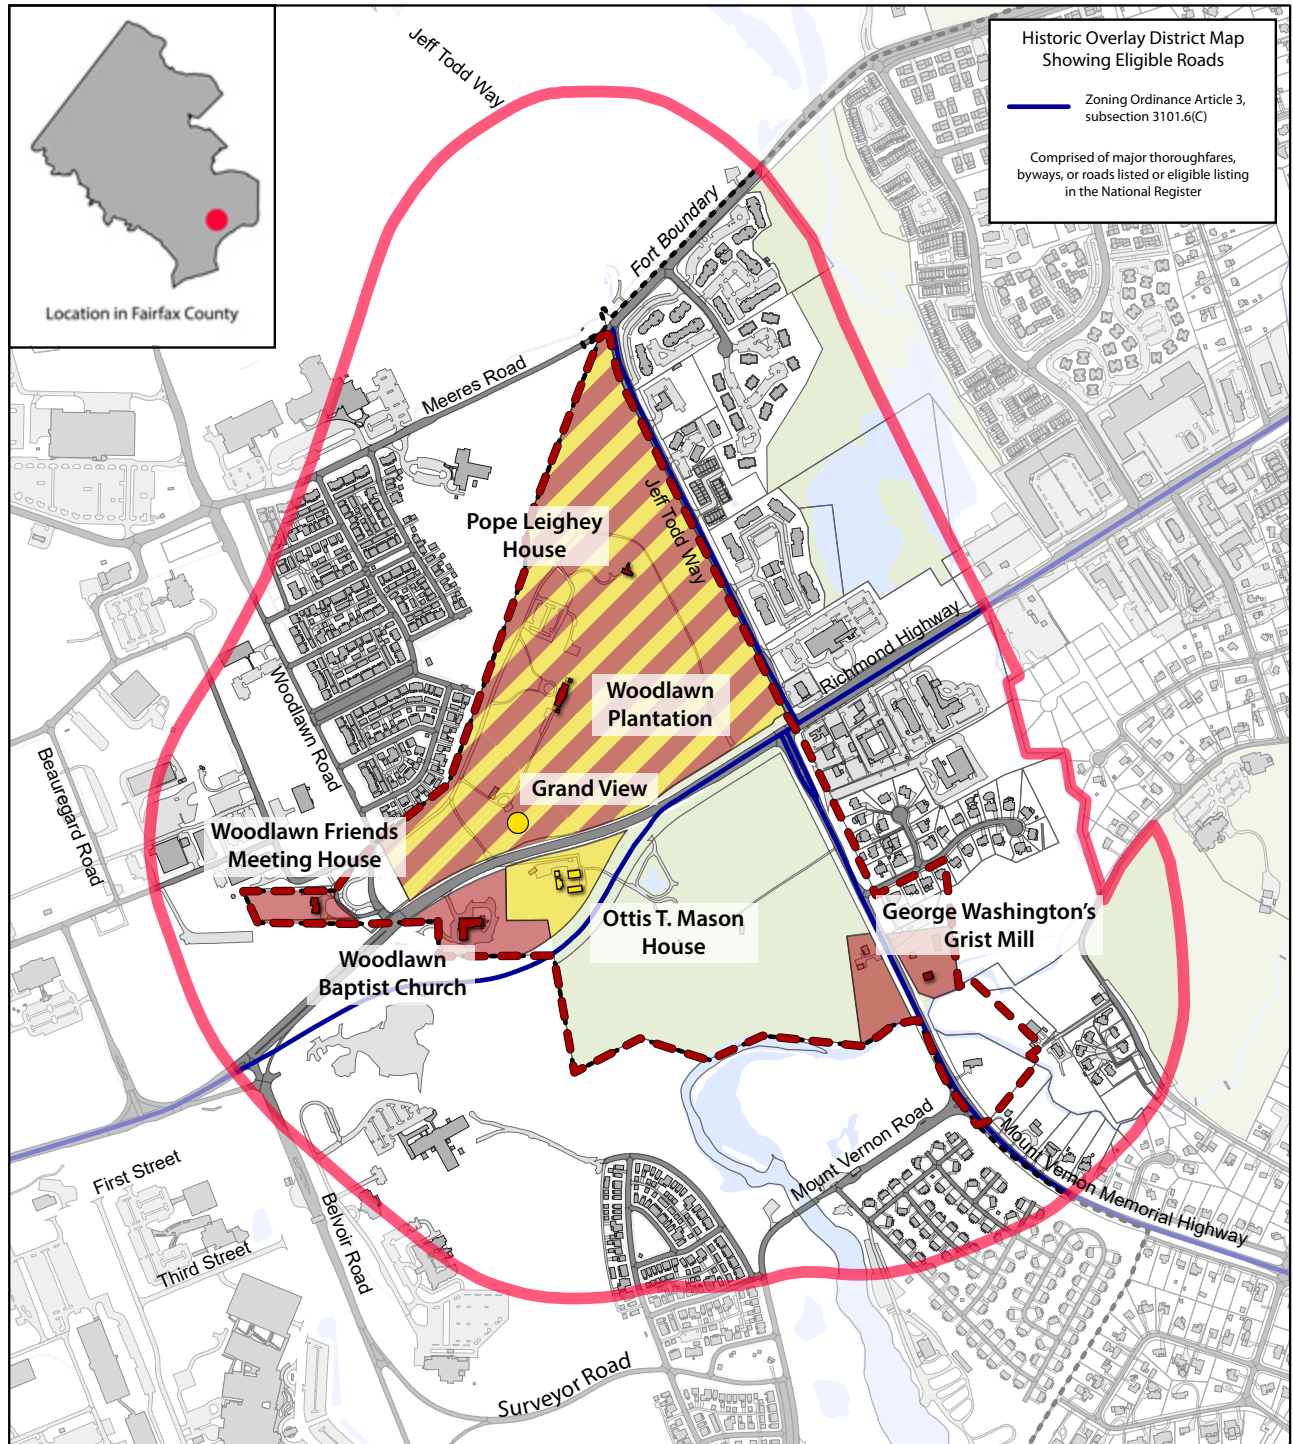 Location in Fairfax County
Historic Overlay District Map
Showing Eligible Roads
Zoning Ordinance Article 3,
subsection 3101.6(C)
Comprised of major thoroughfares,
byways, or roads listed or eligible listing
in the National Register
Jeff Todd Way
Fort Boundary
Meeres Road
Pope Leighey
House
Jeff Todd Way
Richmond Highway
Woodlawn
Plantation
Woodlawn Road
Beauregard Road
Grand View
Woodlawn Friends
Meeting House
Ottis T. Mason
House
George Washington's
Grist Mill
Woodlawn
Baptist Church
Mount Vernon Road
Mount Vernon Memorial Highway
First Street
Third Street
Belvoir Road
Surveyor Road